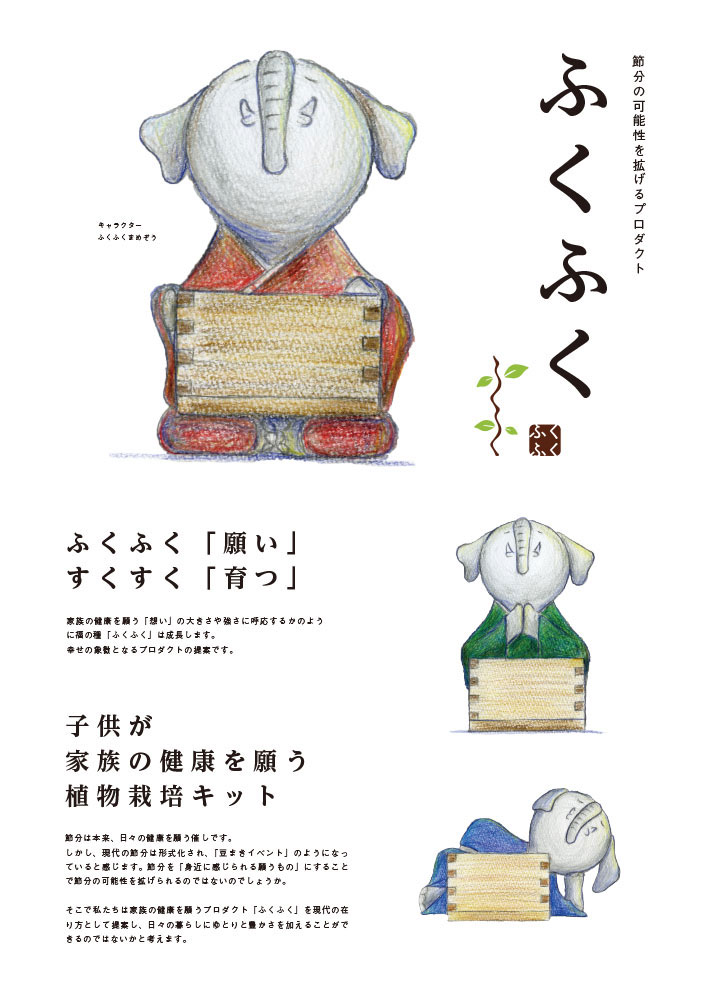 節分の可能性を拡げるプロダクト
ふくふく
キャラクター
ふくふくまめぞう
ふく
ふく
ふくふく「願い」
すくすく「育つ」
家族の健康を願う「想い」の大きさや強さに呼応するかのよう
に福の種「ふくふく」は成長します。
幸せの象徴となるプロダクトの提案です。
子供が
家族の健康を願う
植物栽培キット
節分は本来、日々の健康を願う催しです。
しかし、現代の節分は形式化され、「豆まきイベント」のようになっ
ていると感じます。節分を「身近に感じられる願うもの」にすること
で節分の可能性を拡げられるのではないのでしょうか。
そこで私たちは家族の健康を願うプロダクト「ふくふく」を現代の在
り方として提案し、日々の暮らしにゆとりと豊かさを加えることがで
きるのではないかと考えます。